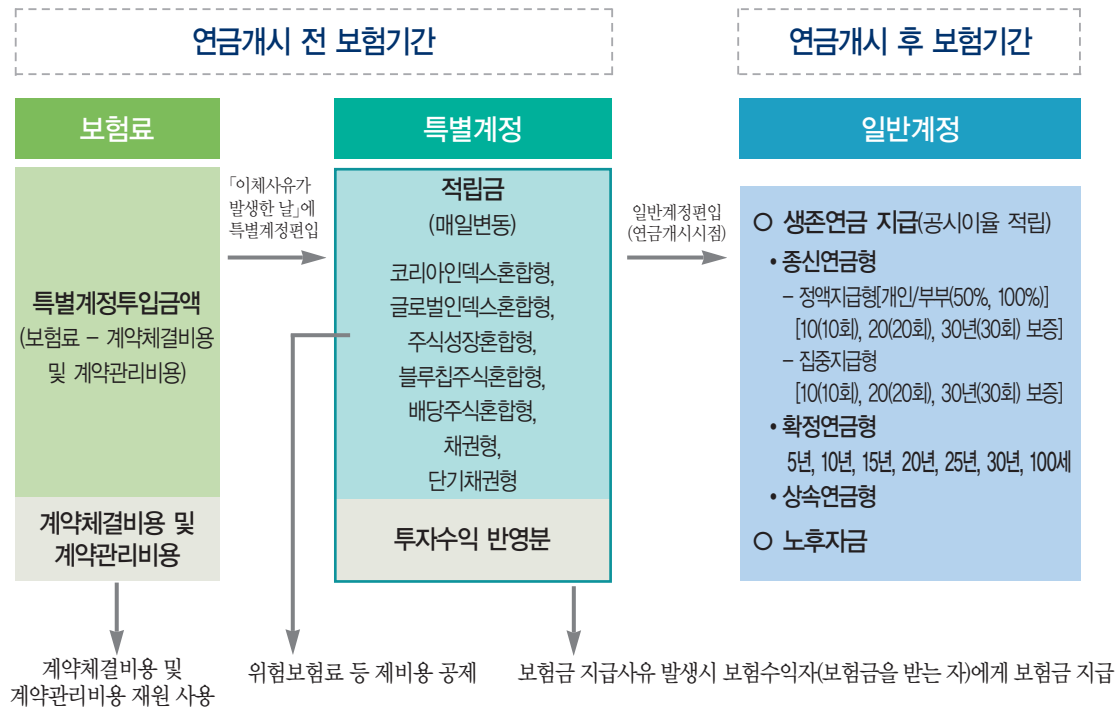 연금개시 전 보험기간
연금개시 후 보험기간
보험료
특별계정투입금액
(보험료 - 계약체결비용
및 계약관리비용)
계약체결비용 및
계약관리비용
계약체결비용 및
계약관리비용 재원 사용
「이체사유가
발생한 날」에
특별계정편입
특별계정
적립금
(매일변동)
코리아인덱스혼합형,
글로벌인덱스혼합형,
주식성장혼합형,
블루칩주식혼합형,
배당주식혼합형,
채권형,
단기채권형
투자수익 반영분
위험보험료 등 제비용 공제
보험금 지급사유 발생시 보험수익자(보험금을 받는 자)에게 보험금 지급
일반계정편입
(연금개시시점)
일반계정
○ 생존연금 지급(공시이율 적립)
• 종신연금형
- 정액지급형[개인/부부(50%, 100%)]
[10(10회), 20(20회), 30년(30회) 보증]
- 집중지급형
[10(10회), 20(20회), 30년(30회) 보증]
• 확정연금형
5년, 10년, 15년, 20년, 25년, 30년, 100세
• 상속연금형
○ 노후자금